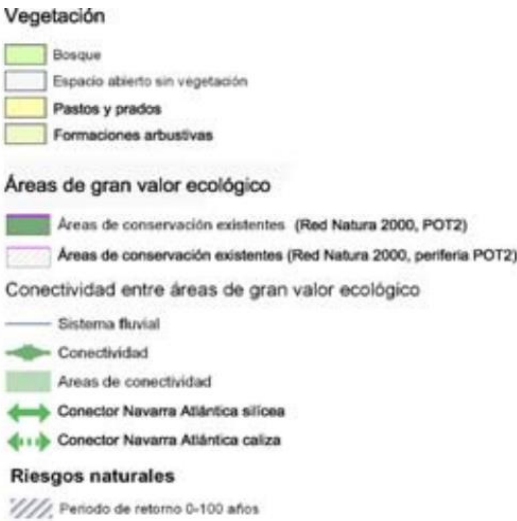 Vegetación
Bosque
Espacio abierto sin vegetación
Pastos y prados
Formaciones arbustivas
Áreas de gran valor ecológico
Áreas de conservación existentes (Red Natura 2000, POT2)
Áreas de conservación existentes (Red Natura 2000, periferia POT2)
Conectividad entre áreas de gran valor ecológico
Sistema fluvial
Conectividad
Areas de conectividad
Conector Navarra Atlántica silícea
Conector Navarra Atlántica caliza
Riesgos naturales
Periodo de retorno 0-100 años